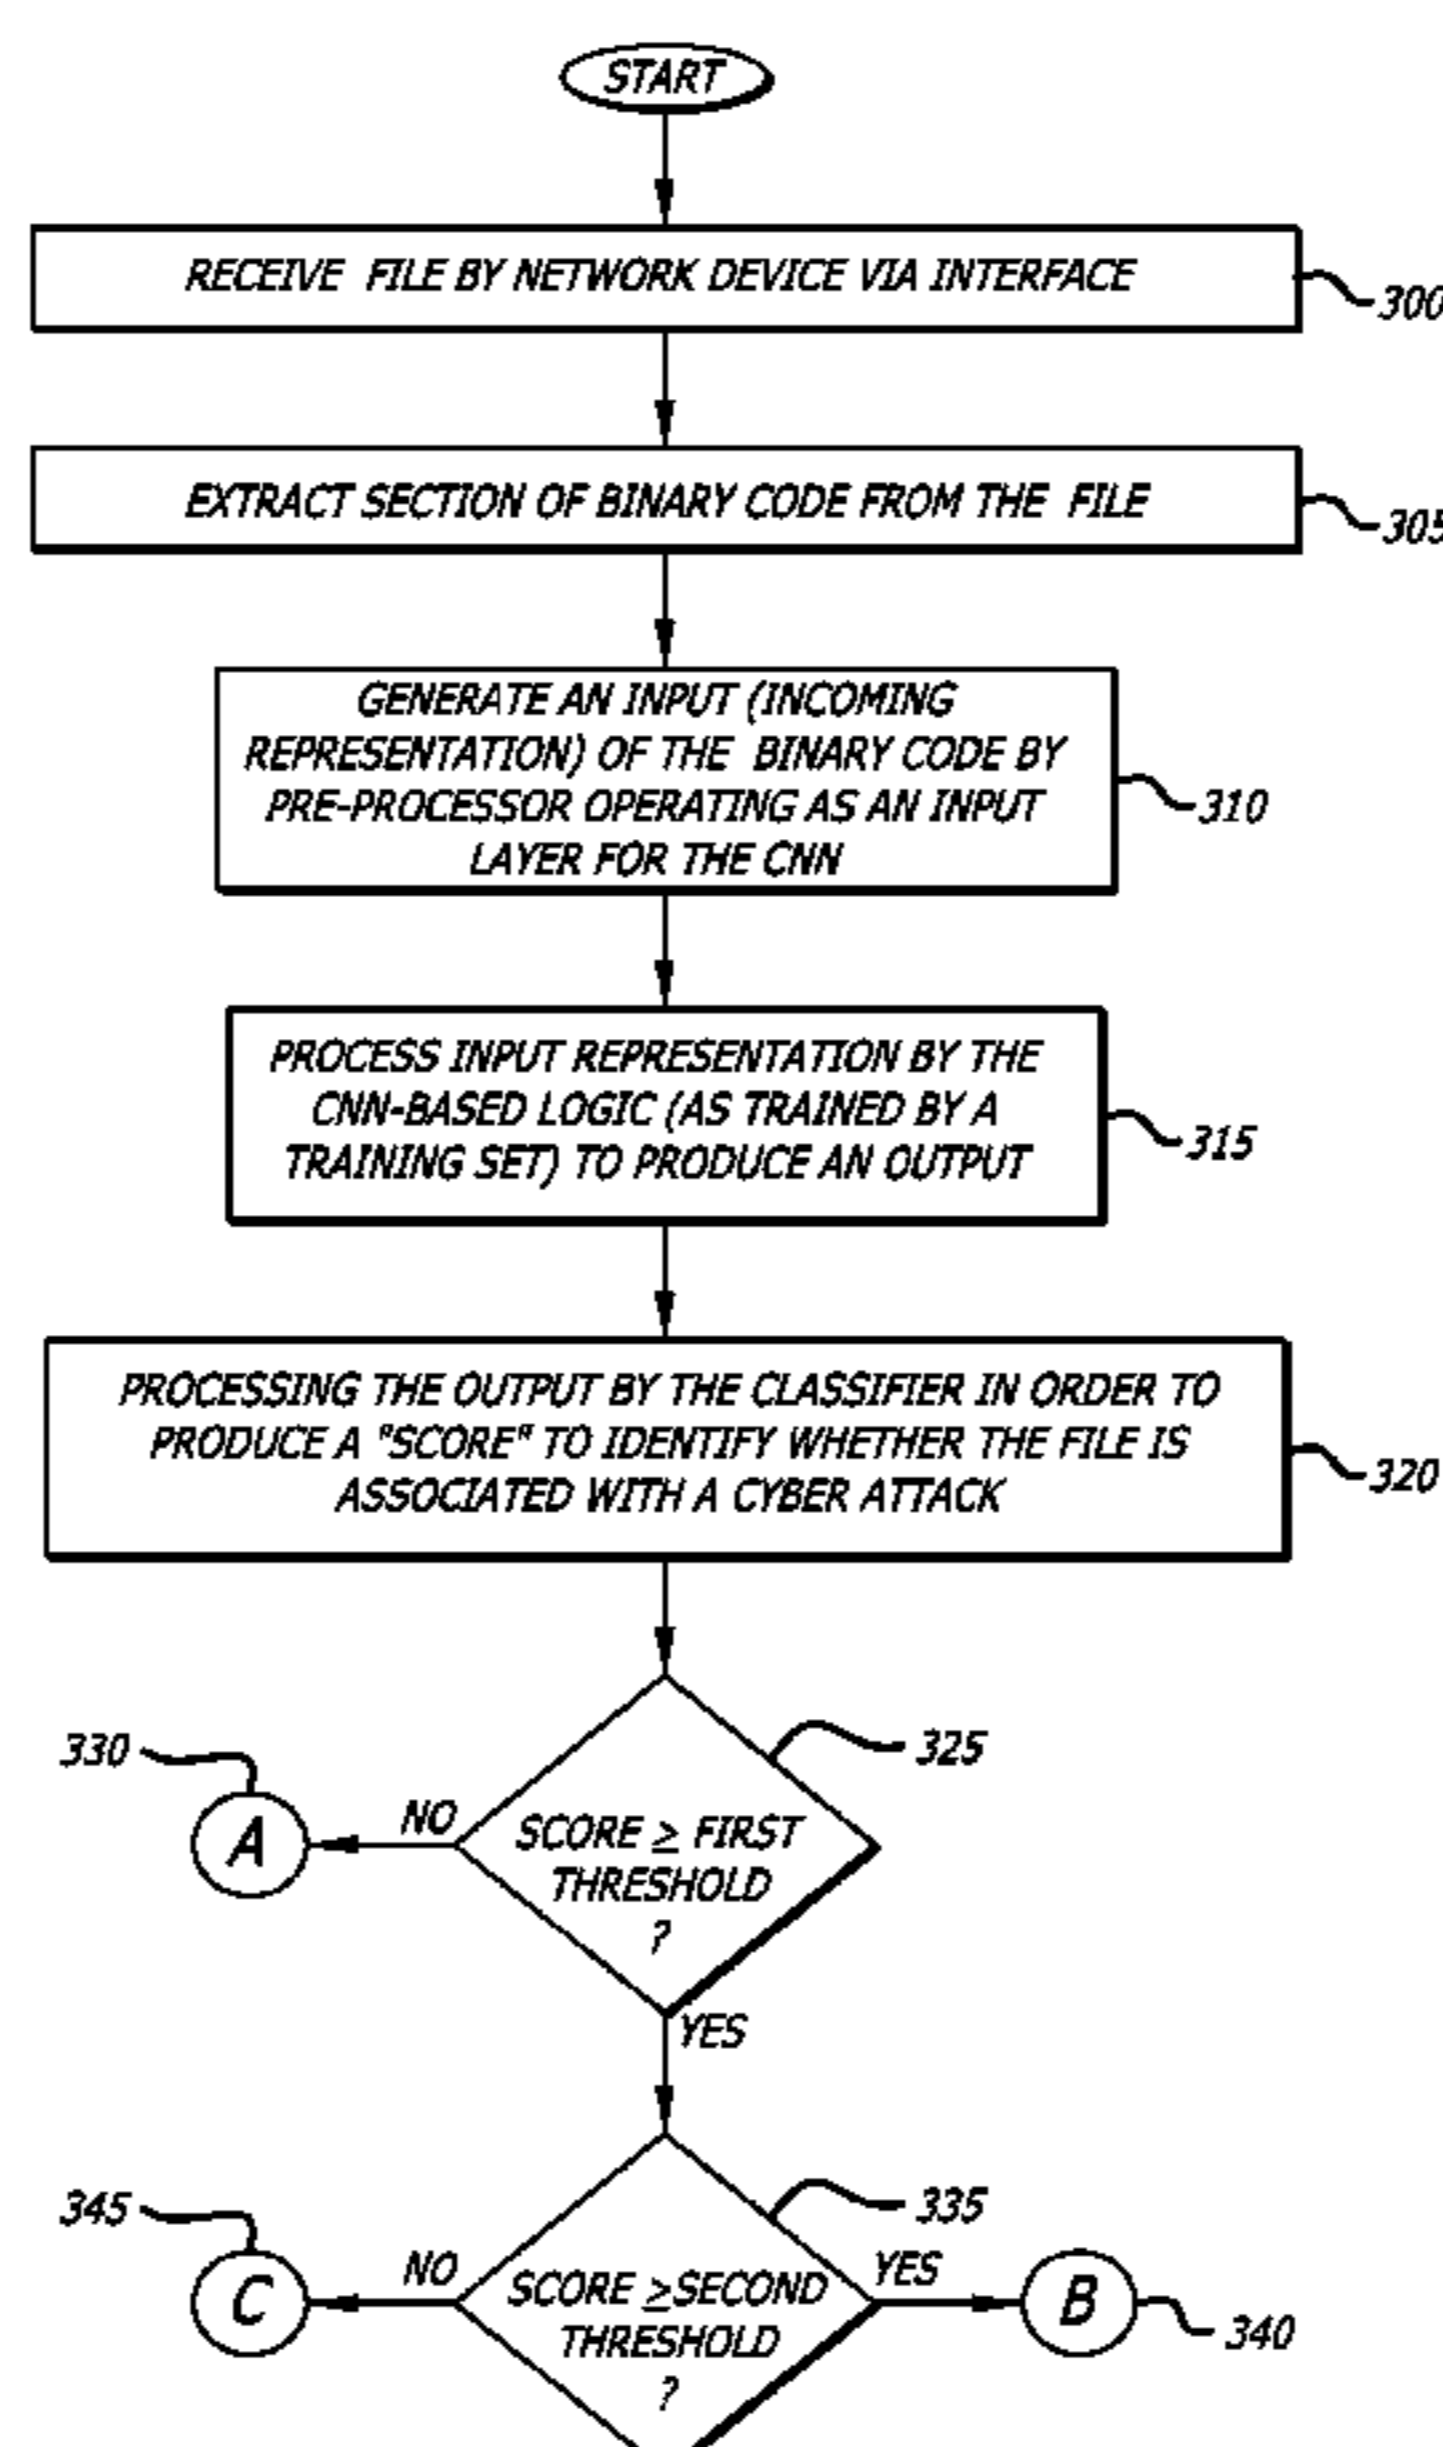 START
RECEIVE FILE BY NETWORK DEVICE VIA INTERFACE
300
EXTRACT SECTION OF BINARY CODE FROM THE FILE
305
GENERATE AN INPUT (INCOMING
REPRESENTATION) OF THE BINARY CODE BY
PRE-PROCESSOR OPERATING AS AN INPUT
LAYER FOR THE CNN
310
PROCESS INPUT REPRESENTATION BY THE
CNN-BASED LOGIC (AS TRAINED BY A
TRAINING SET) TO PRODUCE AN OUTPUT
315
PROCESSING THE OUTPUT BY THE CLASSIFIER IN ORDER TO
PRODUCE A "SCORE" TO IDENTIFY WHETHER THE FILE IS
ASSOCIATED WITH A CYBER ATTACK
320
330
325
A
NO
SCORE ≥ FIRST
THRESHOLD
?
YES
345
335
C
NO
SCORE ≥SECOND
THRESHOLD
?
YES
B
340